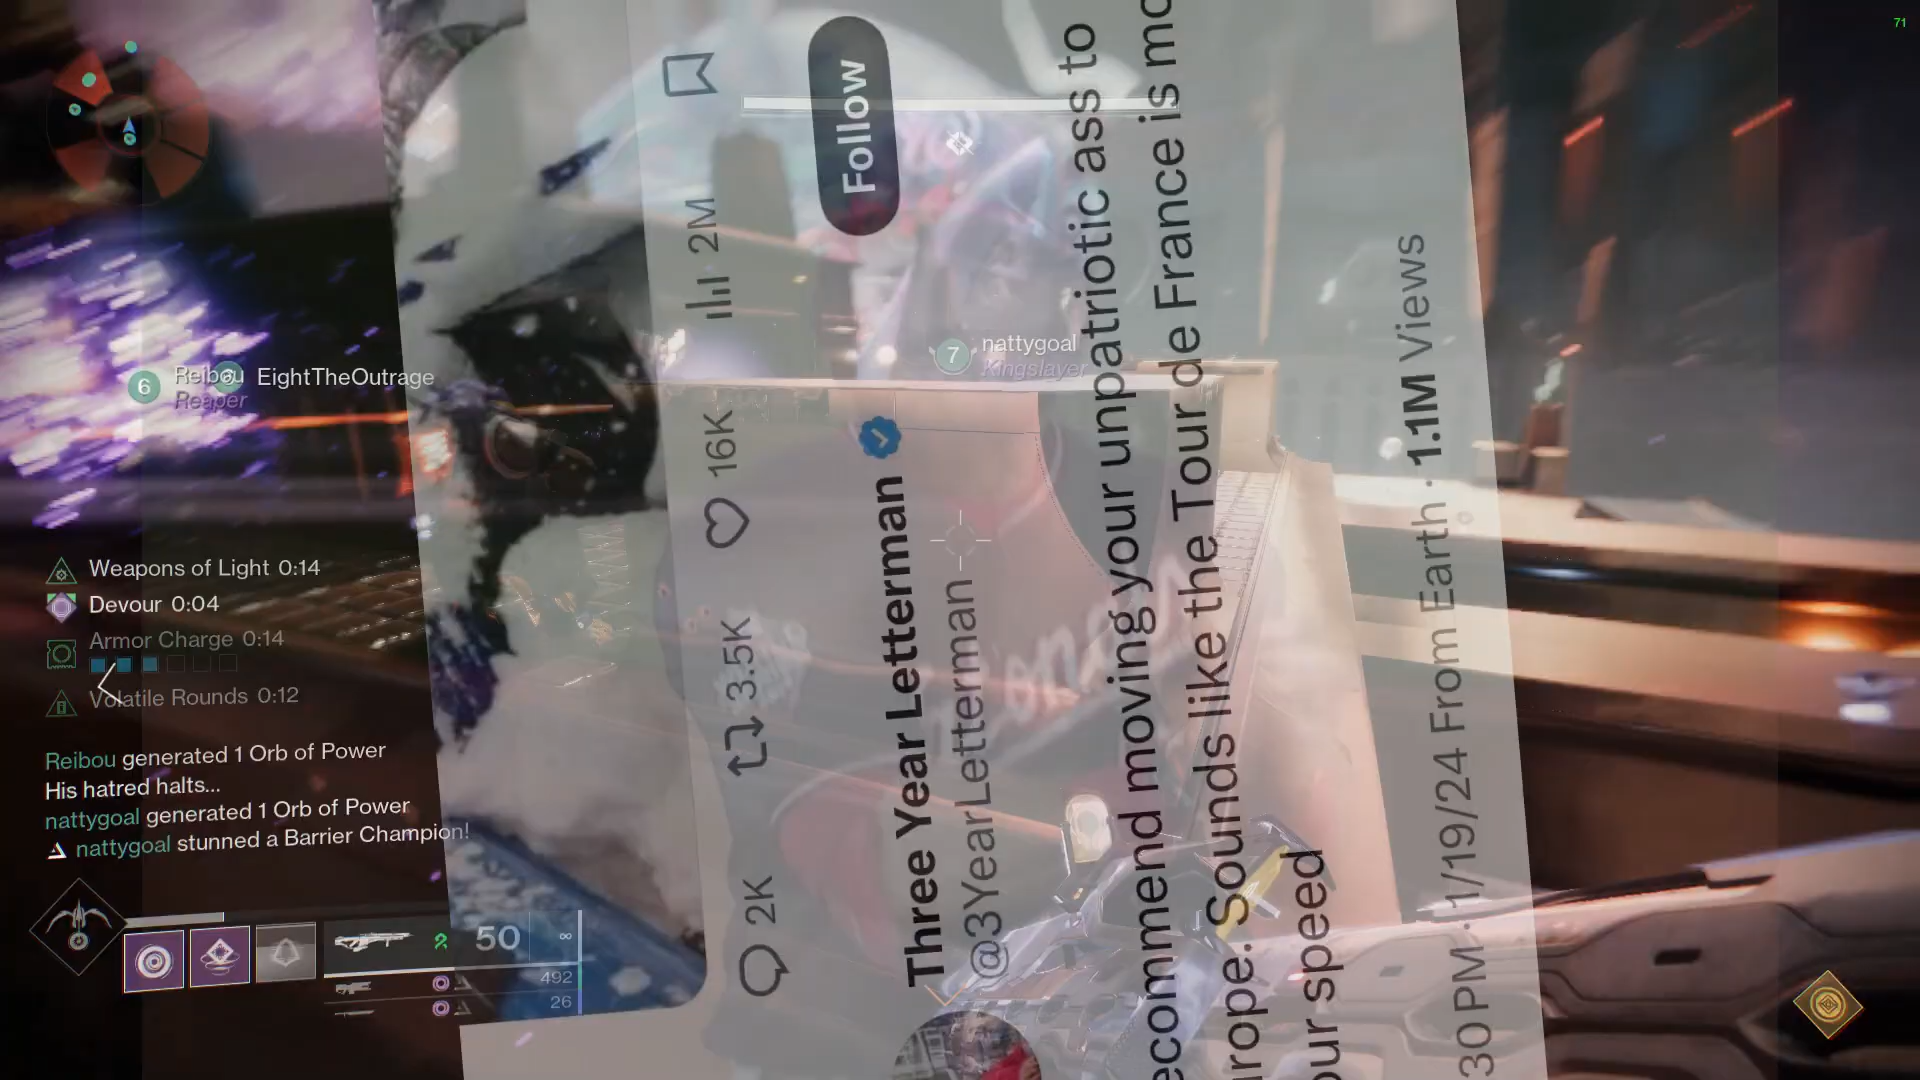 71
6 Reibou
Reaper
EightTheOutrage
7 nattygoal
Kingslayer
Weapons of Light 0:14
Devour 0:04
Armor Charge 0:14
Volatile Rounds 0:12
Reibou generated 1 Orb of Power
His hatred halts...
nattygoal generated 1 Orb of Power
nattygoal stunned a Barrier Champion!
50
492
26
2K 3.5K 16K 2M
Three Year Letterman
Follow
@3YearLetterman
ecommend moving your unpatriotic ass to
urope. Sounds like the Tour de France is mo
our speed
30 PM · 1/19/24 From Earth · 1.1M Views